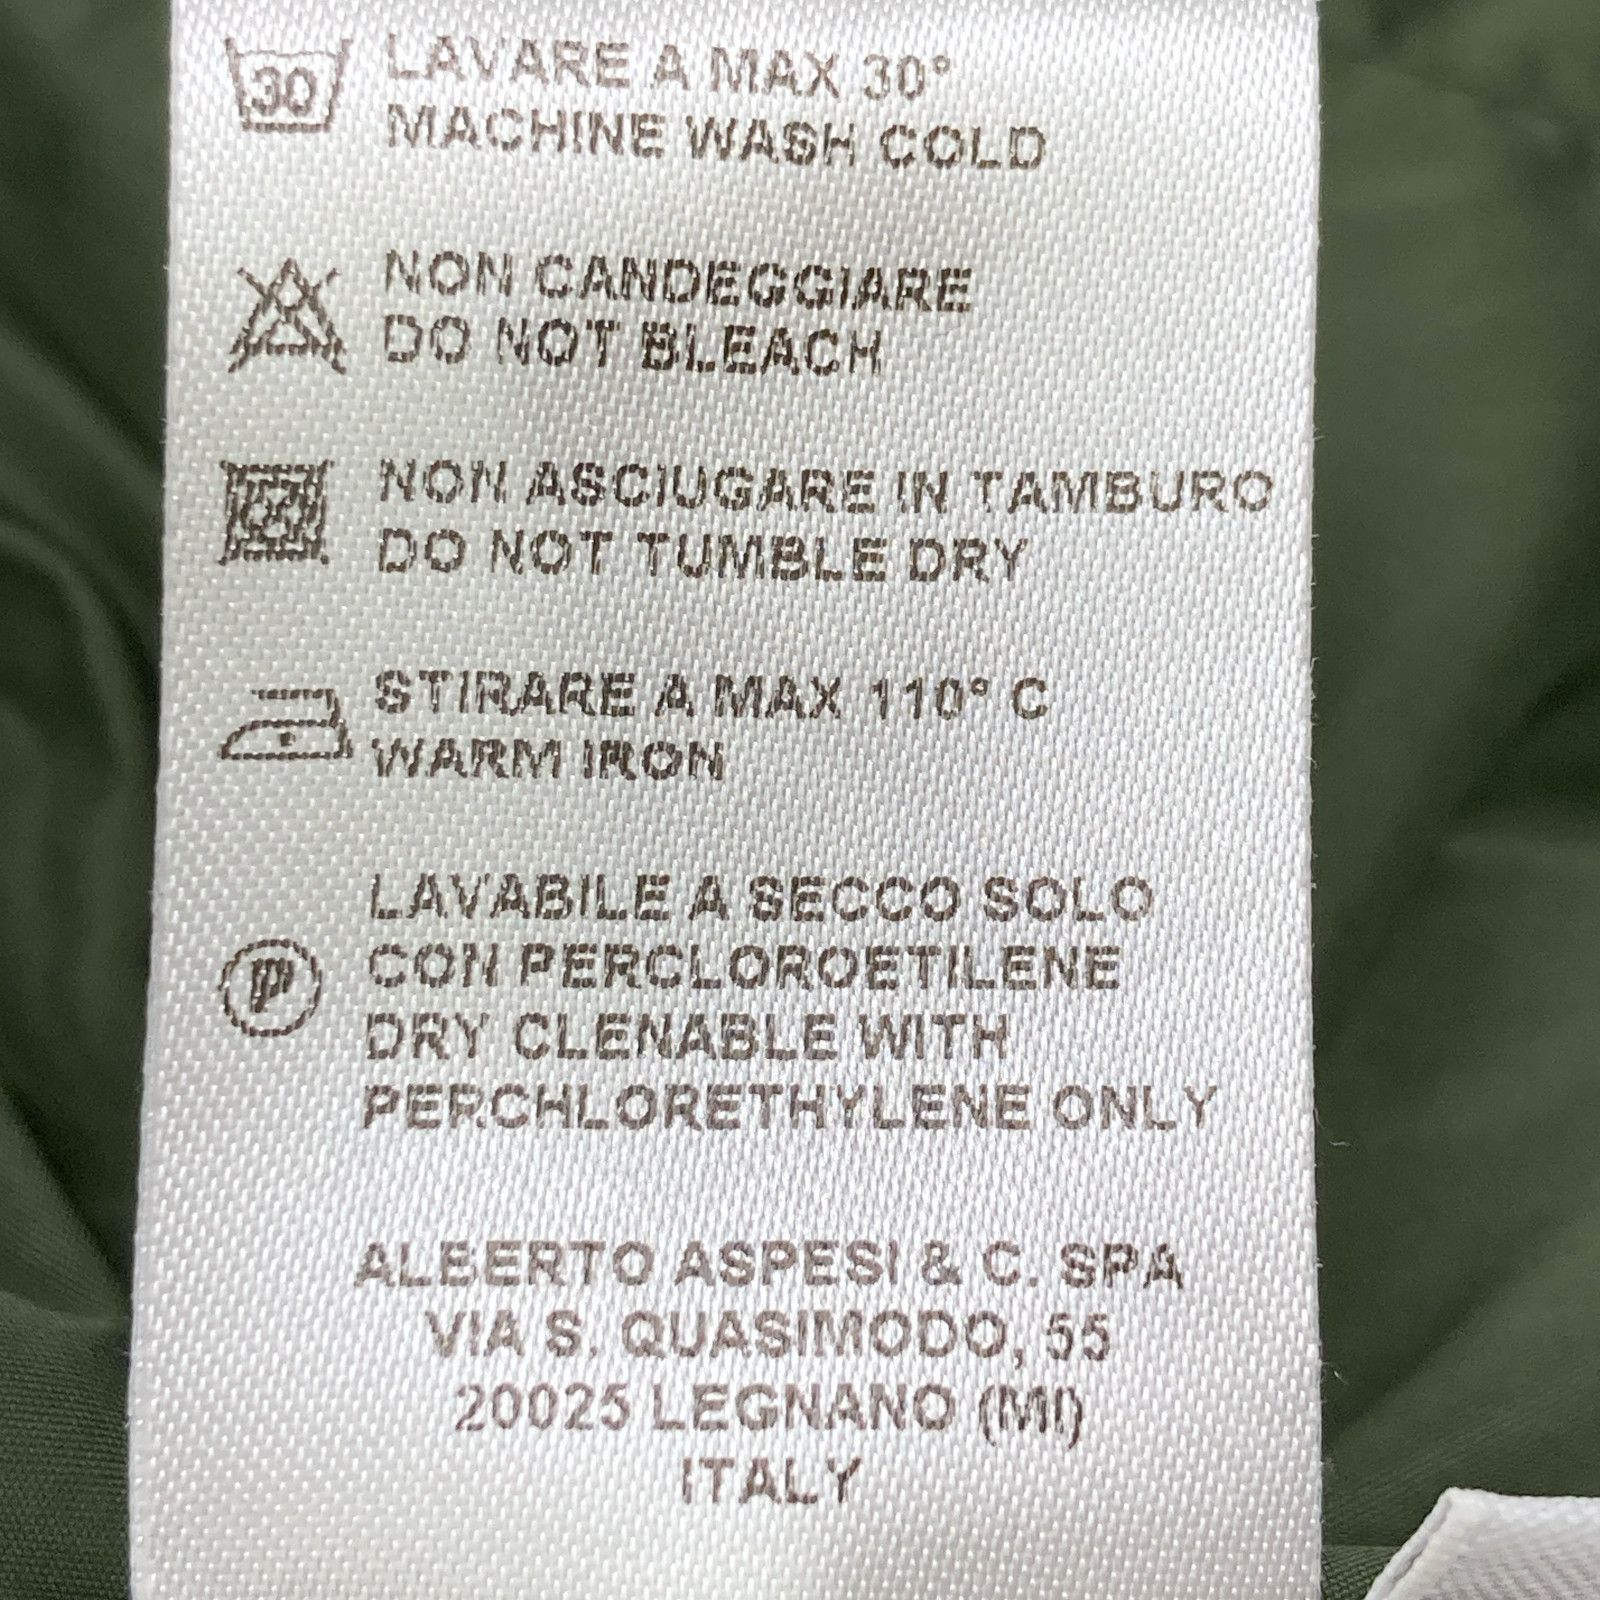 30 LAVARE A MAX 30°
MACHINE WASH COLD
NON CANDEGGIARE
DO NOT BLEACH
NON ASCIUGARE IN TAMBURO
DO NOT TUMBLE DRY
STIRARE A MAX 110° C
WARM IRON
LAVABILE A SECCO SOLO
P CON PERCLOROETILENE
DRY CLENABLE WITH
PERCHLORETHYLENE ONLY
ALBERTO ASPESI & C. SPA
VIA S. QUASIMODO, 55
20025 LEGNANO (MI)
ITALY